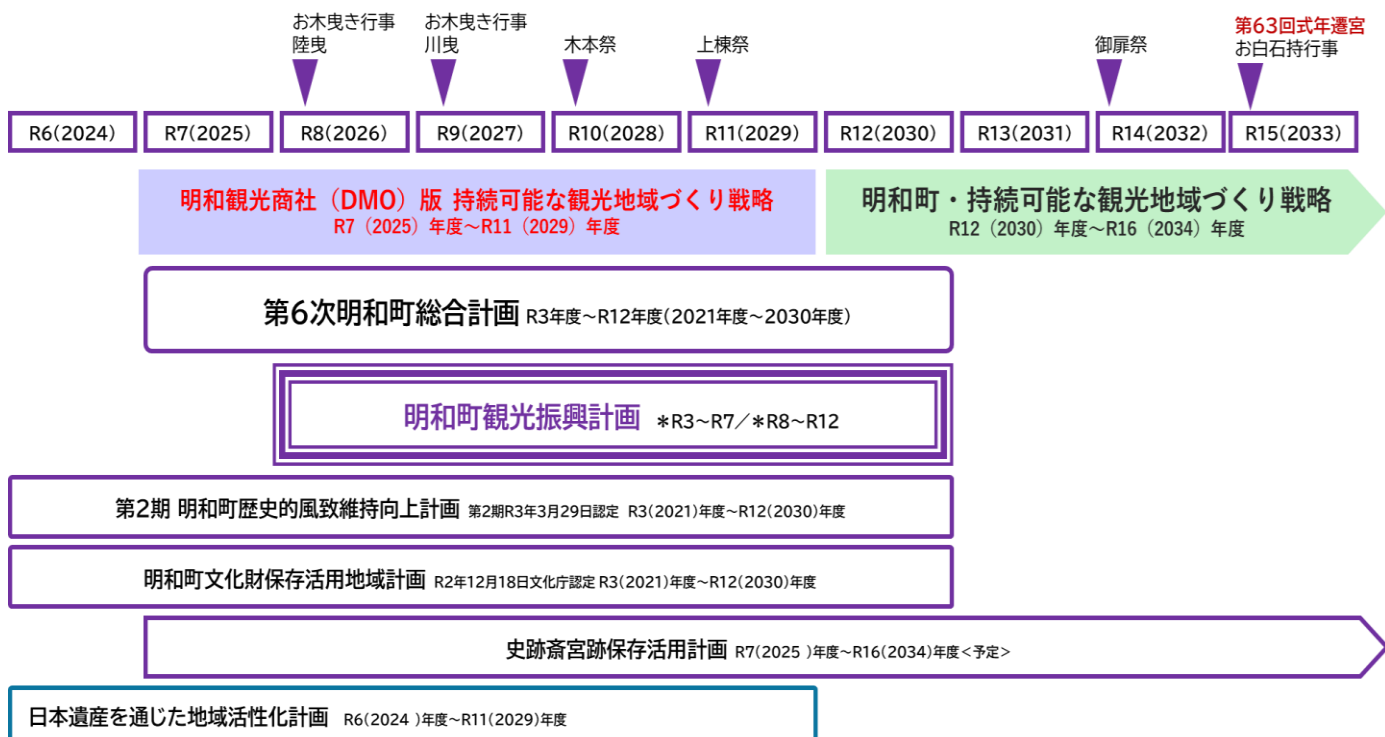 お木曳き行事
陸曳
お木曳き行事
川曳
木本祭
上棟祭
御扉祭
第63回式年遷宮
お白石持行事
R6(2024)
R7(2025)
R8(2026)
R9(2027)
R10(2028)
R11(2029)
R12(2030)
R13(2031)
R14(2032)
R15(2033)
明和観光商社（DMO）版 持続可能な観光地域づくり戦略
R7（2025）年度～R11（2029）年度
明和町・持続可能な観光地域づくり戦略
R12（2030）年度～R16（2034）年度
第6次明和町総合計画 R3年度～R12年度(2021年度～2030年度)
明和町観光振興計画 ＊R3～R7／＊R8～R12
第2期 明和町歴史的風致維持向上計画 第2期R3年3月29日認定 R3(2021)年度～R12(2030)年度
明和町文化財保存活用地域計画 R2年12月18日文化庁認定 R3(2021)年度～R12(2030)年度
史跡斎宮跡保存活用計画 R7(2025 )年度～R16(2034)年度<予定>
日本遺産を通じた地域活性化計画 R6(2024 )年度～R11(2029)年度